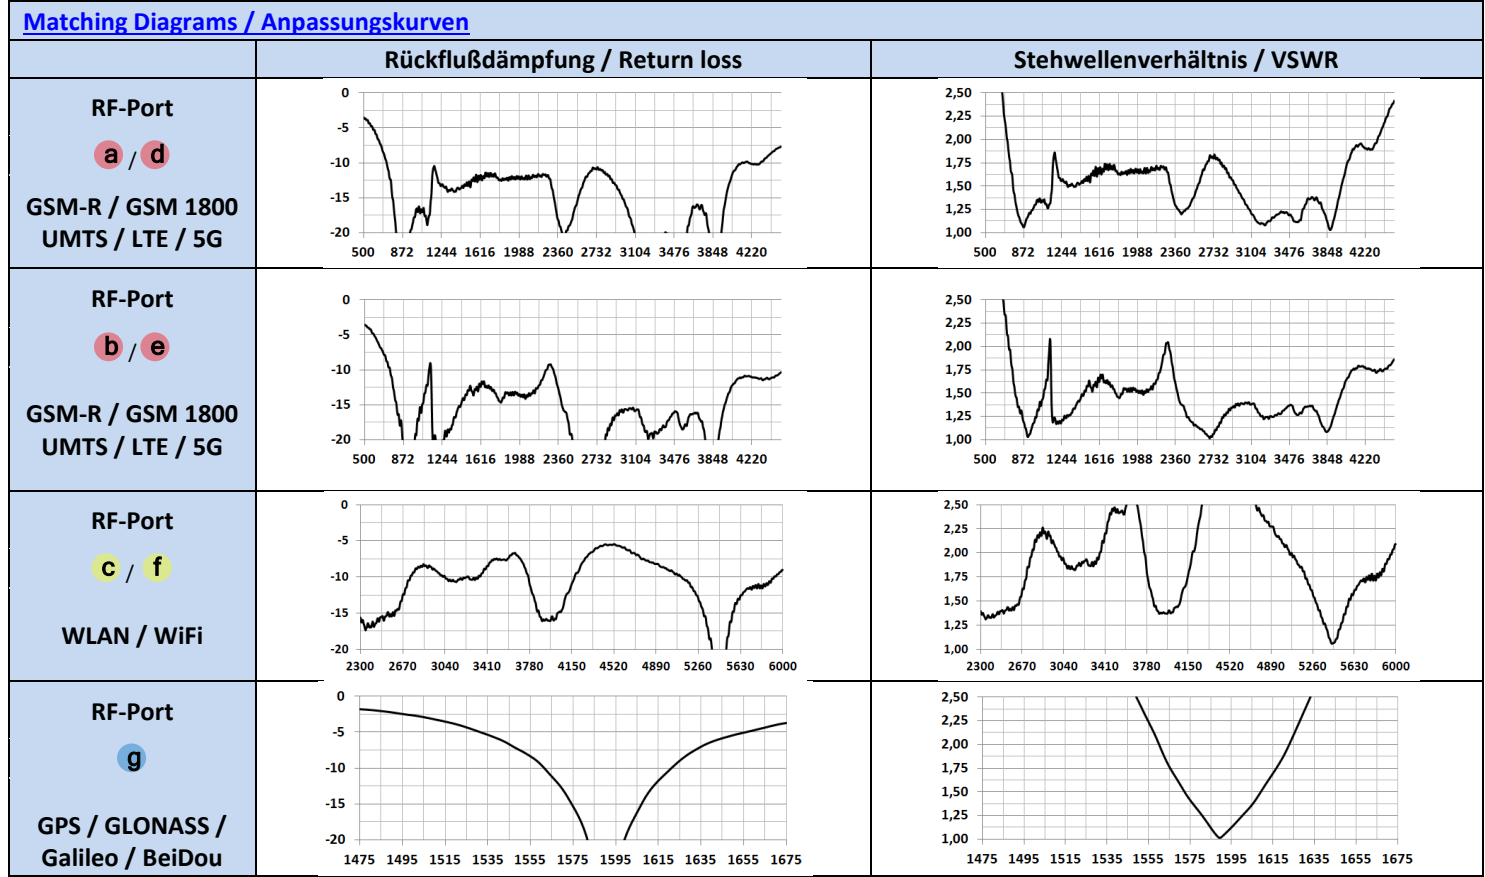 Matching Diagrams / Anpassungskurven
Rückflußdämpfung / Return loss
Stehwellenverhältnis / VSWR
RF-Port
a / d
GSM-R / GSM 1800
UMTS / LTE / 5G
0
-5
-10
-15
-20
500 872 1244 1616 1988 2360 2732 3104 3476 3848 4220
2,50
2,25
2,00
1,75
1,50
1,25
1,00
500 872 1244 1616 1988 2360 2732 3104 3476 3848 4220
RF-Port
b / e
GSM-R / GSM 1800
UMTS / LTE / 5G
0
-5
-10
-15
-20
500 872 1244 1616 1988 2360 2732 3104 3476 3848 4220
2,50
2,25
2,00
1,75
1,50
1,25
1,00
500 872 1244 1616 1988 2360 2732 3104 3476 3848 4220
RF-Port
c / f
WLAN / WiFi
0
-5
-10
-15
-20
2300 2670 3040 3410 3780 4150 4520 4890 5260 5630 6000
2,50
2,25
2,00
1,75
1,50
1,25
1,00
2300 2670 3040 3410 3780 4150 4520 4890 5260 5630 6000
RF-Port
g
GPS / GLONASS /
Galileo / BeiDou
0
-5
-10
-15
-20
1475 1495 1515 1535 1555 1575 1595 1615 1635 1655 1675
2,50
2,25
2,00
1,75
1,50
1,25
1,00
1475 1495 1515 1535 1555 1575 1595 1615 1635 1655 1675